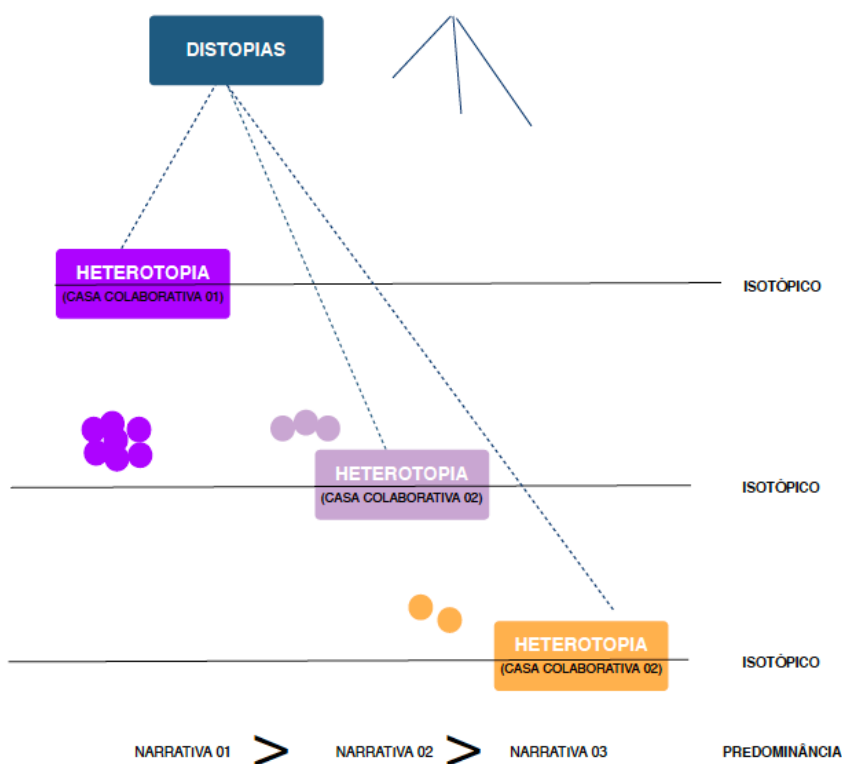 DISTOPIAS
HETEROTOPIA
(CASA COLABORATIVA 01)
ISOTÓPICO
HETEROTOPIA
(CASA COLABORATIVA 02)
ISOTÓPICO
HETEROTOPIA
(CASA COLABORATIVA 02)
ISOTÓPICO
NARRATIVA 01 > NARRATIVA 02 > NARRATIVA 03 PREDOMINÂNCIA